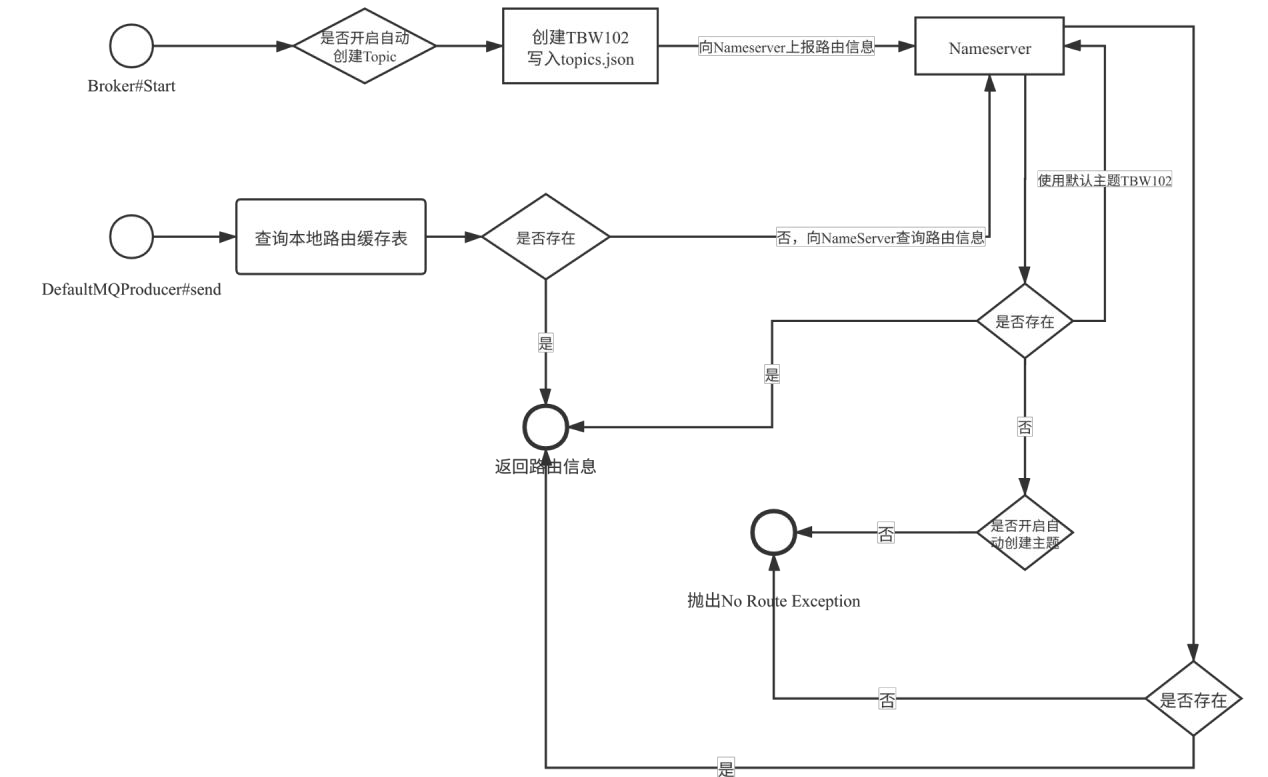 是否开启自动
创建Topic
创建TBW102
写入topics.json
向Nameserver上报路由信息
Nameserver
Broker#Start
使用默认主题TBW102
查询本地路由缓存表
是否存在
否，向NameServer查询路由信息
DefaultMQProducer#send
是否存在
是
是
否
返回路由信息
是否开启自
动创建主题
否
抛出No Route Exception
否
是否存在
是